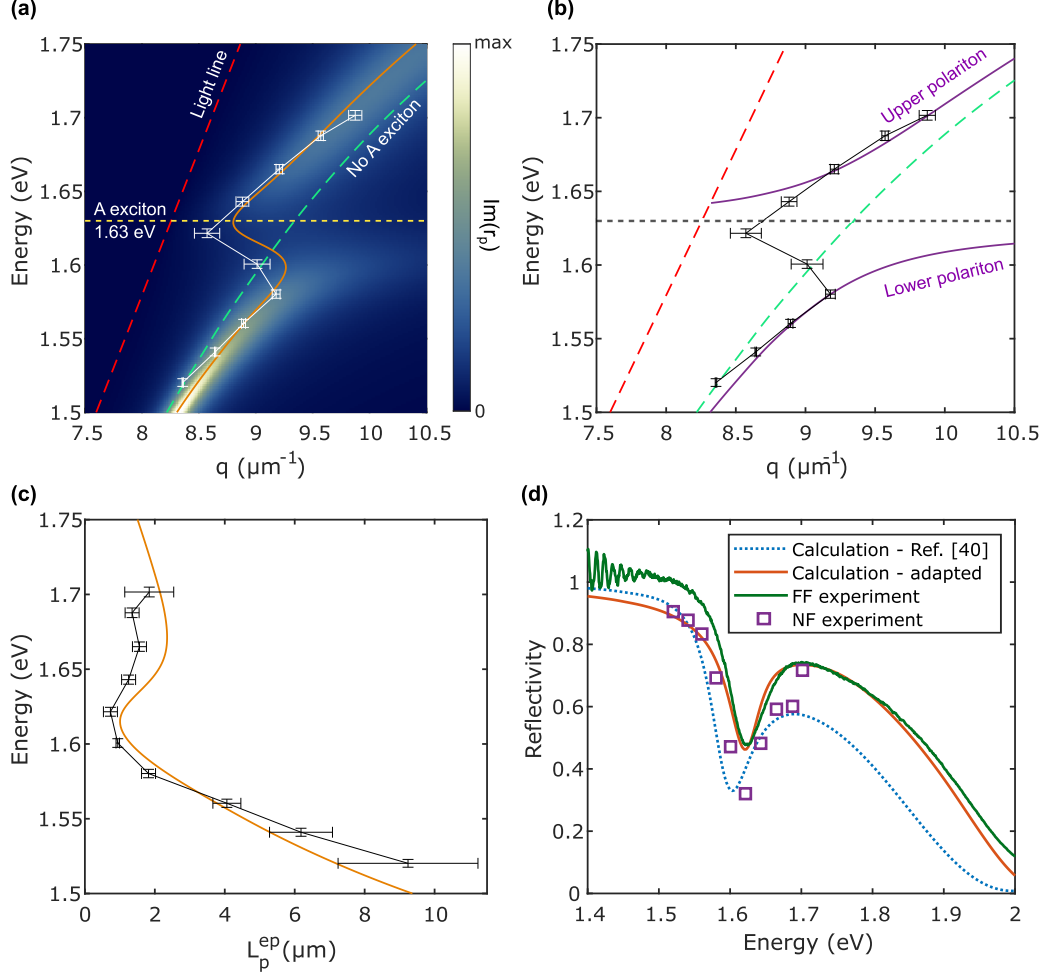 (a)
1.75
1.7
1.65
1.6
1.55
1.5
Energy (eV)
Light line
No A exciton
A exciton
1.63 eV
7.5 8 8.5 9 9.5 10 10.5
q (μm-1)
max
Im(rp)
0
(b)
1.75
1.7
1.65
1.6
1.55
1.5
Energy (eV)
Upper polariton
Lower polariton
7.5 8 8.5 9 9.5 10 10.5
q (μm-1)
(c)
1.75
1.7
1.65
1.6
1.55
1.5
Energy (eV)
0 2 4 6 8 10
Lpep(μm)
(d)
1.2
1
0.8
0.6
0.4
0.2
0
Reflectivity
Calculation - Ref. [40]
Calculation - adapted
FF experiment
NF experiment
1.4 1.5 1.6 1.7 1.8 1.9 2
Energy (eV)